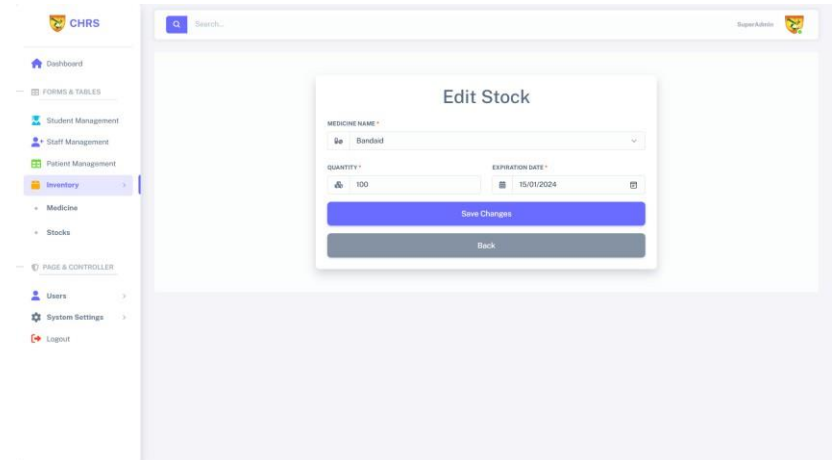 CHRS
Search..
SuperAdmin
Dashboard
FORMS & TABLES
Student Management
Staff Management
Patient Management
Inventory
Medicine
Stocks
PAGE & CONTROLLER
Users
System Settings
Logout
Edit Stock
MEDICINE NAME *
Bandaid
QUANTITY * EXPIRATION DATE *
100 15/01/2024
Save Changes
Back